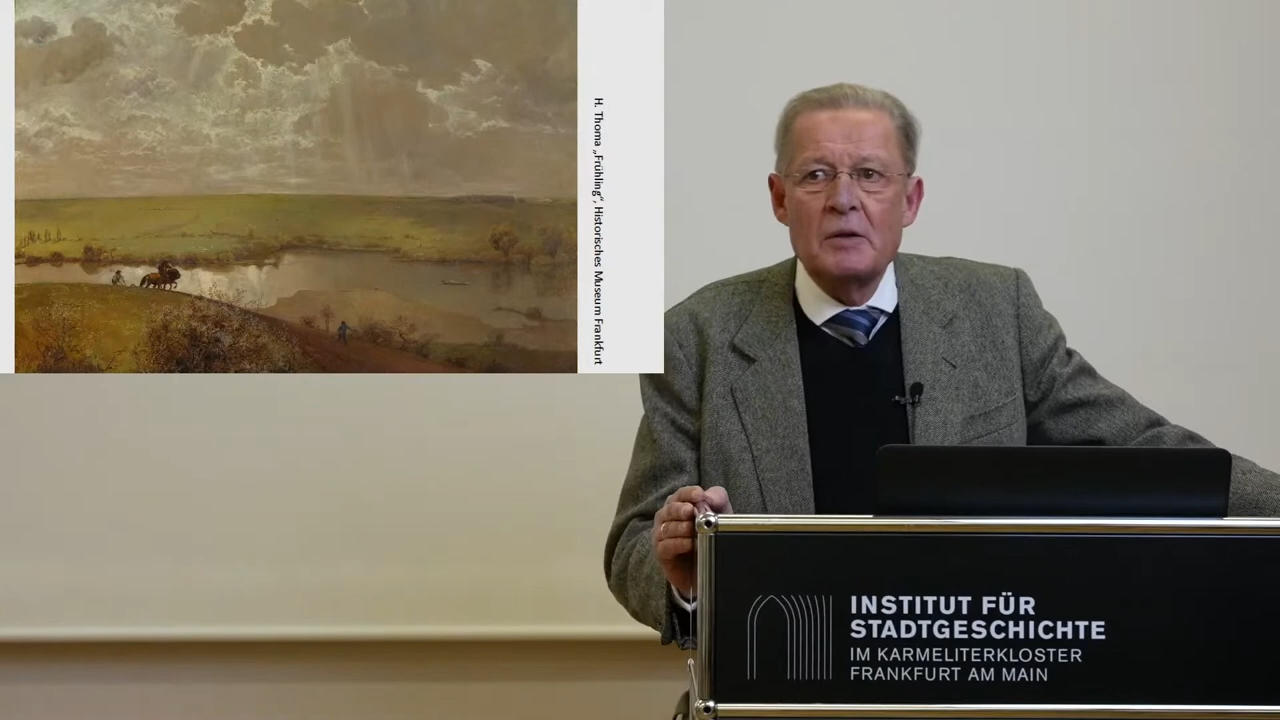 H. Thoma „Frühling“, Historisches Museum Frankfurt
INSTITUT FÜR
STADTGESCHICHTE
IM KARMELITERKLOSTER
FRANKFURT AM MAIN